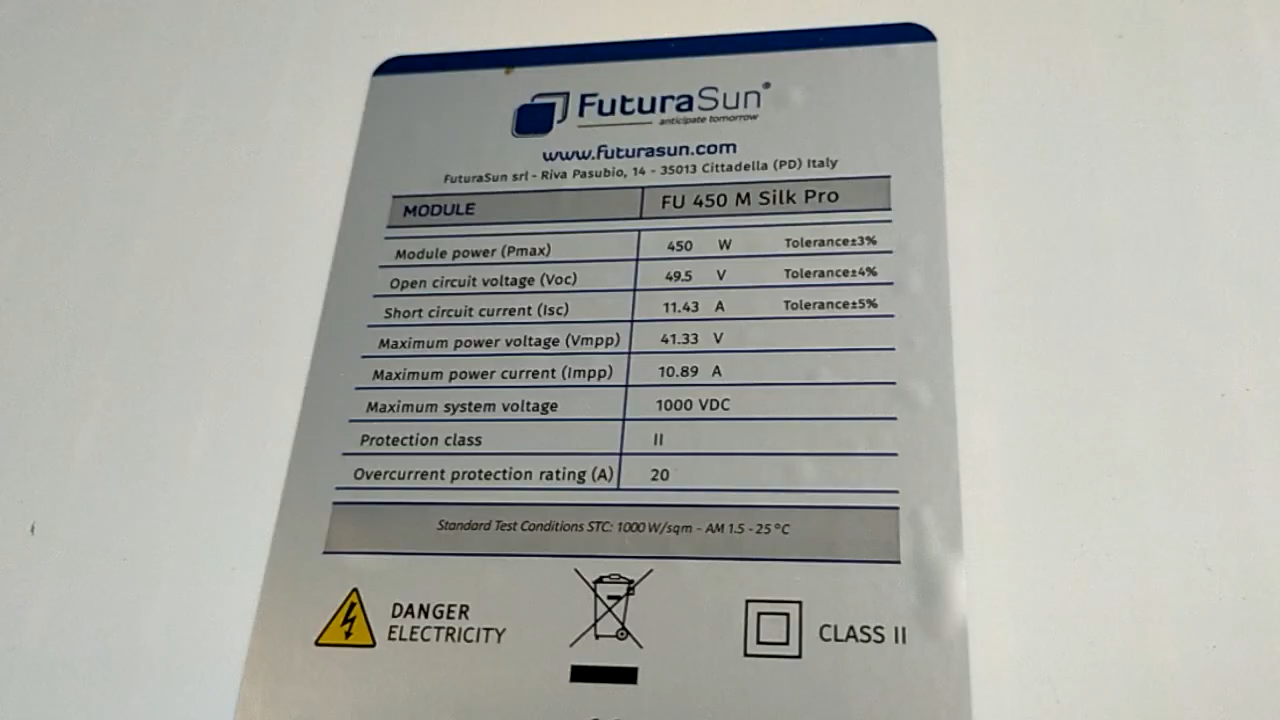 FuturaSun®
anticipate tomorrow
www.futurasun.com
FuturaSun srl - Riva Pasubio, 14 - 35013 Cittadella (PD) Italy
MODULE FU 450 M Silk Pro
Module power (Pmax) 450 W Tolerance±3%
Open circuit voltage (Voc) 49.5 V Tolerance±4%
Short circuit current (Isc) 11.43 A Tolerance±5%
Maximum power voltage (Vmpp) 41.33 V
Maximum power current (Impp) 10.89 A
Maximum system voltage 1000 VDC
Protection class II
Overcurrent protection rating (A) 20
Standard Test Conditions STC: 1000 W/sqm - AM 1.5 - 25 °C
DANGER
ELECTRICITY
CLASS II